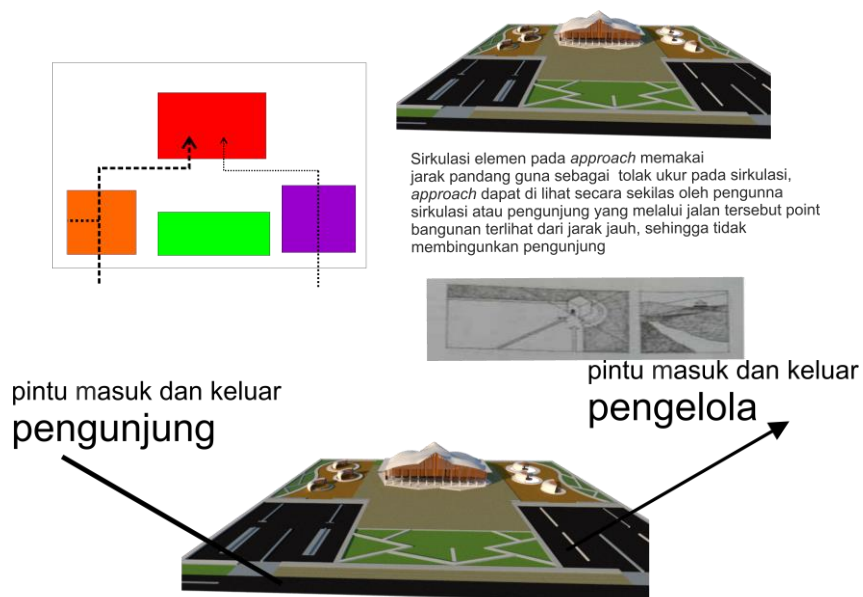 Sirkulasi elemen pada approach memakai
jarak pandang guna sebagai tolak ukur pada sirkulasi,
approach dapat di lihat secara sekilas oleh pengunna
sirkulasi atau pengunjung yang melalui jalan tersebut point
bangunan terlihat dari jarak jauh, sehingga tidak
membingunkan pengunjung
pintu masuk dan keluar
pengelola
pintu masuk dan keluar
pengunjung